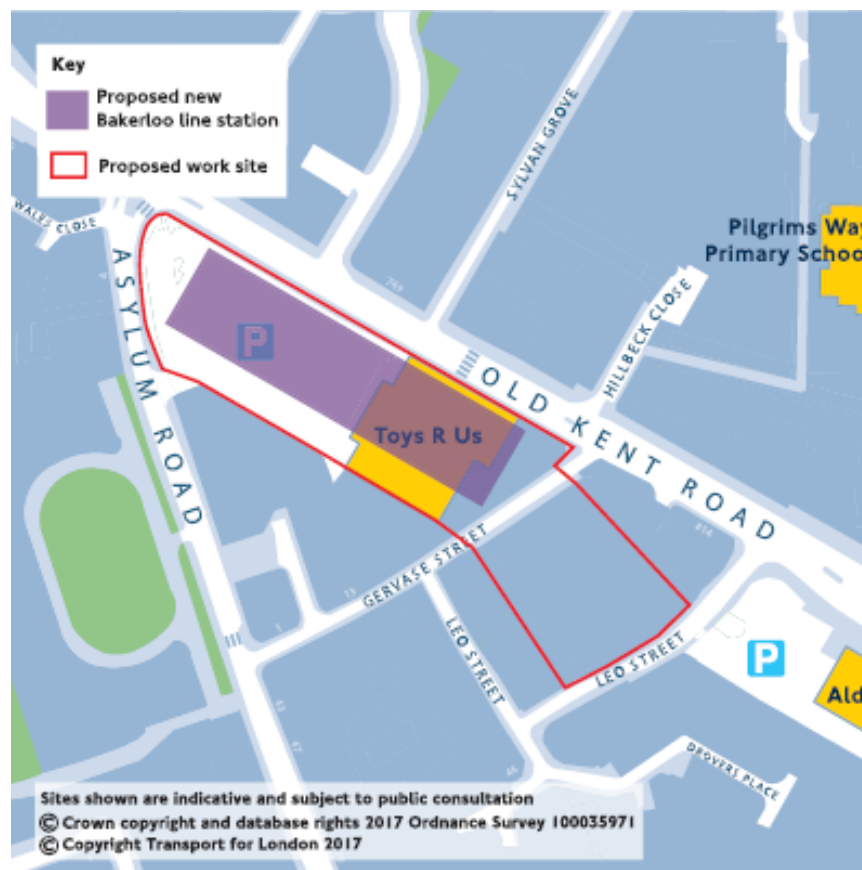 Key
Proposed new
Bakerloo line station
Proposed work site
WALES CLOSE
ASYLUM ROAD
SYLVAN GROVE
Pilgrims Way
Primary Schoo
HILLBECK CLOSE
OLD KENT ROAD
P
Toys R Us
GERVASE STREET
LEO STREET
LEO STREET
P
Ald
DROVERS PLACE
Sites shown are indicative and subject to public consultation
© Crown copyright and database rights 2017 Ordnance Survey 100035971
© Copyright Transport for London 2017